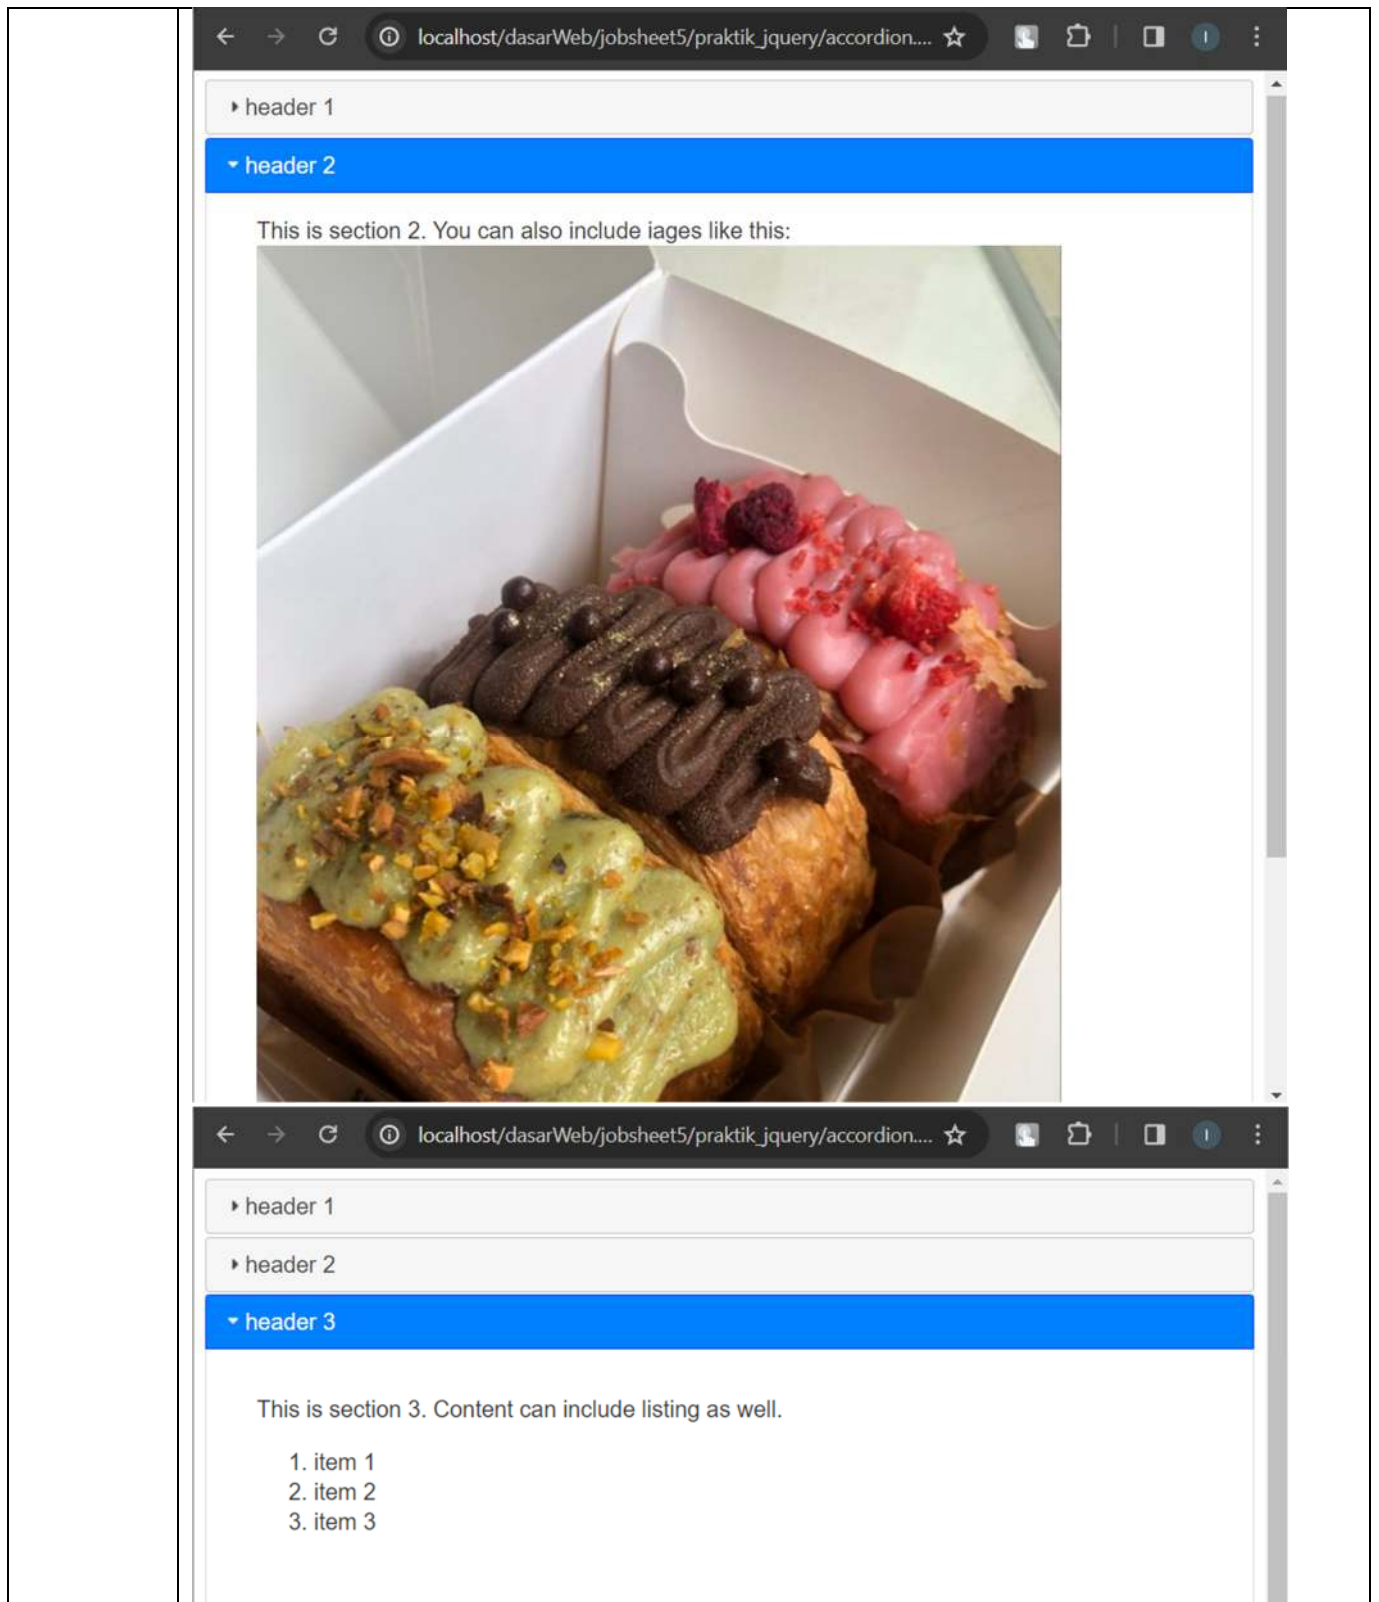 localhost/dasarWeb/jobsheet5/praktik_jquery/accordion....
I
header 1
header 2
This is section 2. You can also include iages like this:
localhost/dasarWeb/jobsheet5/praktik_jquery/accordion....
I
header 1
header 2
header 3
This is section 3. Content can include listing as well.
1. item 1
2. item 2
3. item 3